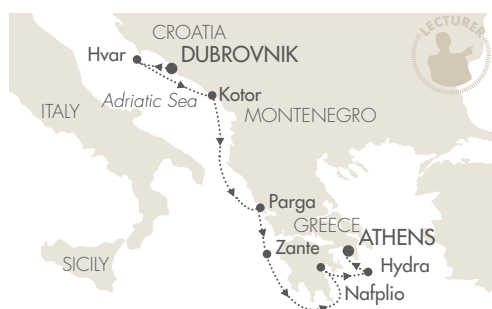 LECTURER
CROATIA
Hvar
DUBROVNIK
Adriatic Sea
Kotor
ITALY
MONTENEGRO
Parga
GREECE
ATHENS
Zante
SICILY
Hydra
Nafplio